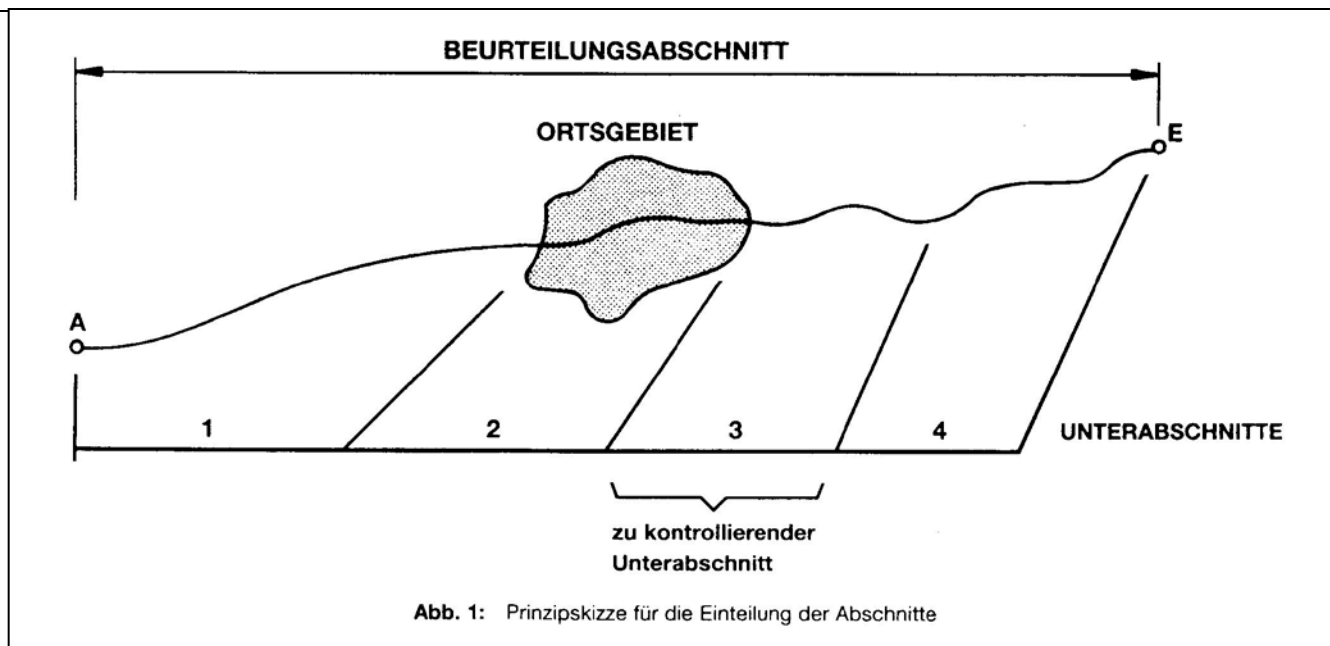 BEURTEILUNGSABSCHNITT
ORTSGEBIET
E
A
1
2
3
4
UNTERABSCHNITTE
zu kontrollierender
Unterabschnitt
Abb. 1: Prinzipskizze für die Einteilung der Abschnitte